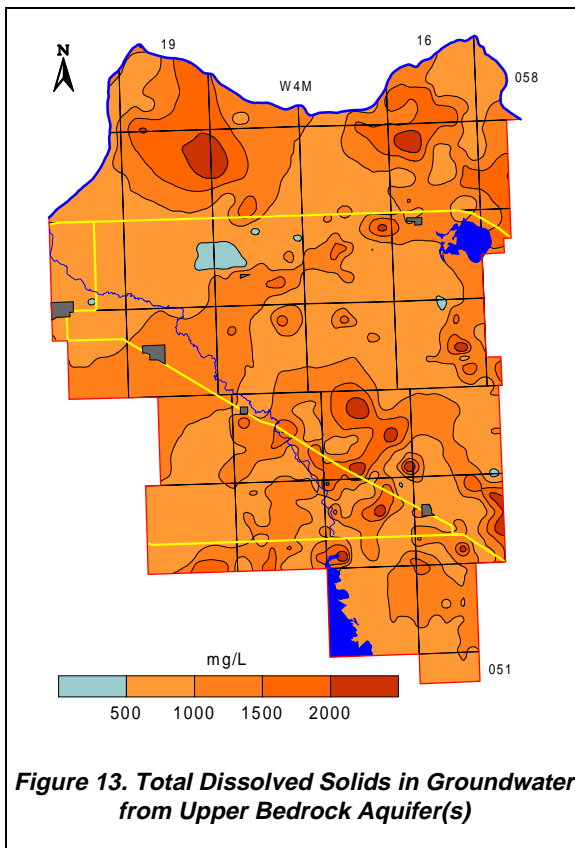 19
16
N
W4M
058
051
mg/L
500 1000 1500 2000
Figure 13. Total Dissolved Solids in Groundwater
from Upper Bedrock Aquifer(s)